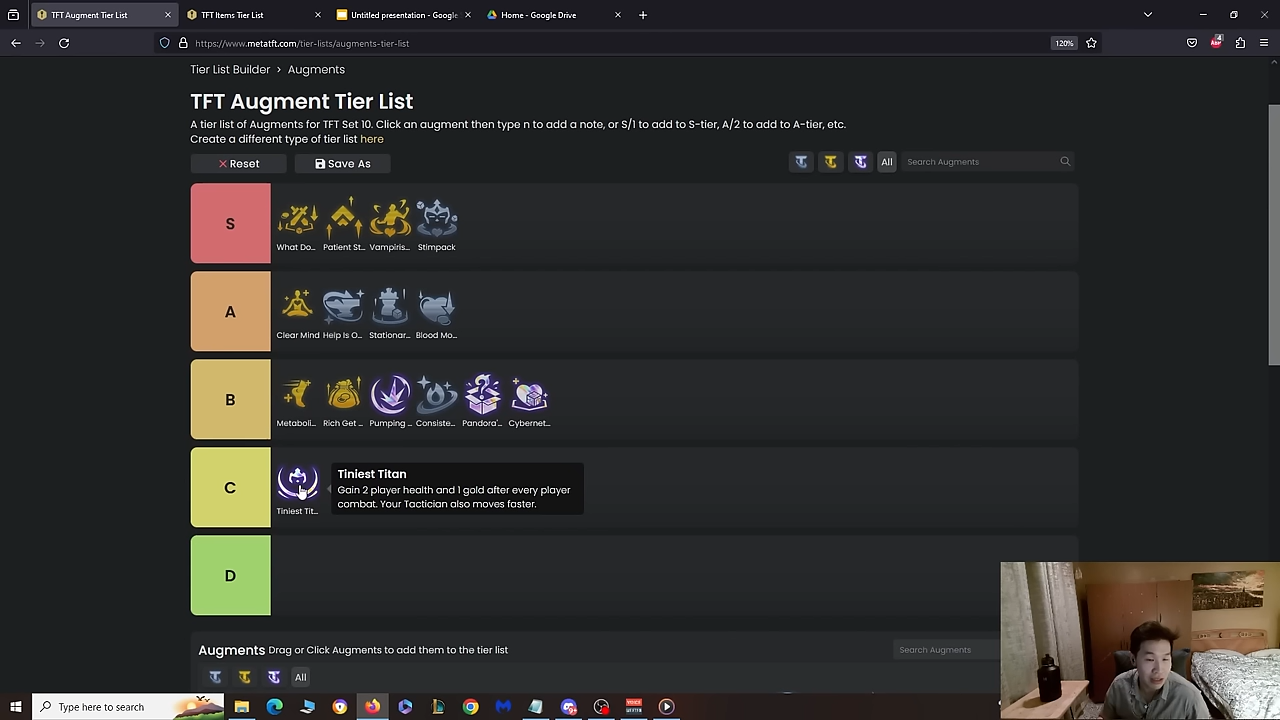 TFT Augment Tier List
TFT Items Tier List
Untitled presentation - Google
Home - Google Drive
https://www.metatft.com/tier-lists/augments-tier-list
120%
4
Tier List Builder > Augments
TFT Augment Tier List
A tier list of Augments for TFT Set 10. Click an augment then type n to add a note, or S/1 to add to S-tier, A/2 to add to A-tier, etc.
Create a different type of tier list here
Reset
Save As
All
Search Augments
S
What Do...
Patient St...
Vampiris...
Stimpack
A
Clear Mind
Help Is O...
Stationar...
Blood Mo...
B
Metaboli...
Rich Get ...
Pumping ...
Consiste...
Pandora'...
Cybernet...
C
Tiniest Tit...
Tiniest Titan
Gain 2 player health and 1 gold after every player
combat. Your Tactician also moves faster.
D
Augments Drag or Click Augments to add them to the list
Search Augments
All
Type here to search